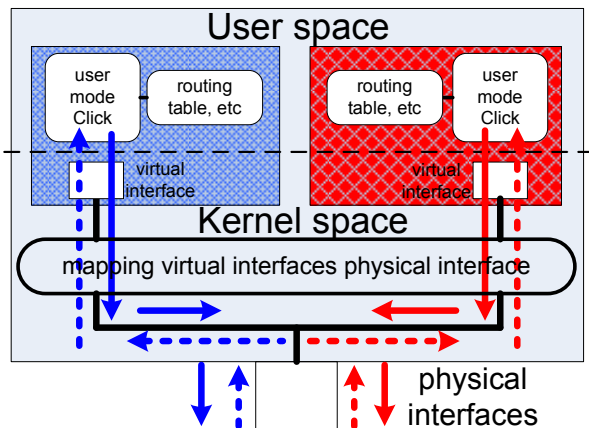 User space
user
mode
Click
routing
table, etc
routing
table, etc
user
mode
Click
virtual
interface
virtual
interface
Kernel space
mapping virtual interfaces physical interface
physical
interfaces